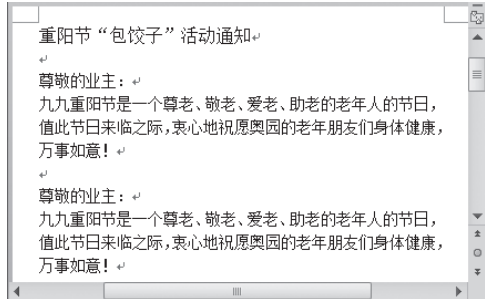 重阳节“包饺子”活动通知
尊敬的业主：
九九重阳节是一个尊老、敬老、爱老、助老的老年人的节日，
值此节日来临之际，衷心地祝愿奥园的老年朋友们身体健康，
万事如意！
尊敬的业主：
九九重阳节是一个尊老、敬老、爱老、助老的老年人的节日，
值此节日来临之际，衷心地祝愿奥园的老年朋友们身体健康，
万事如意！